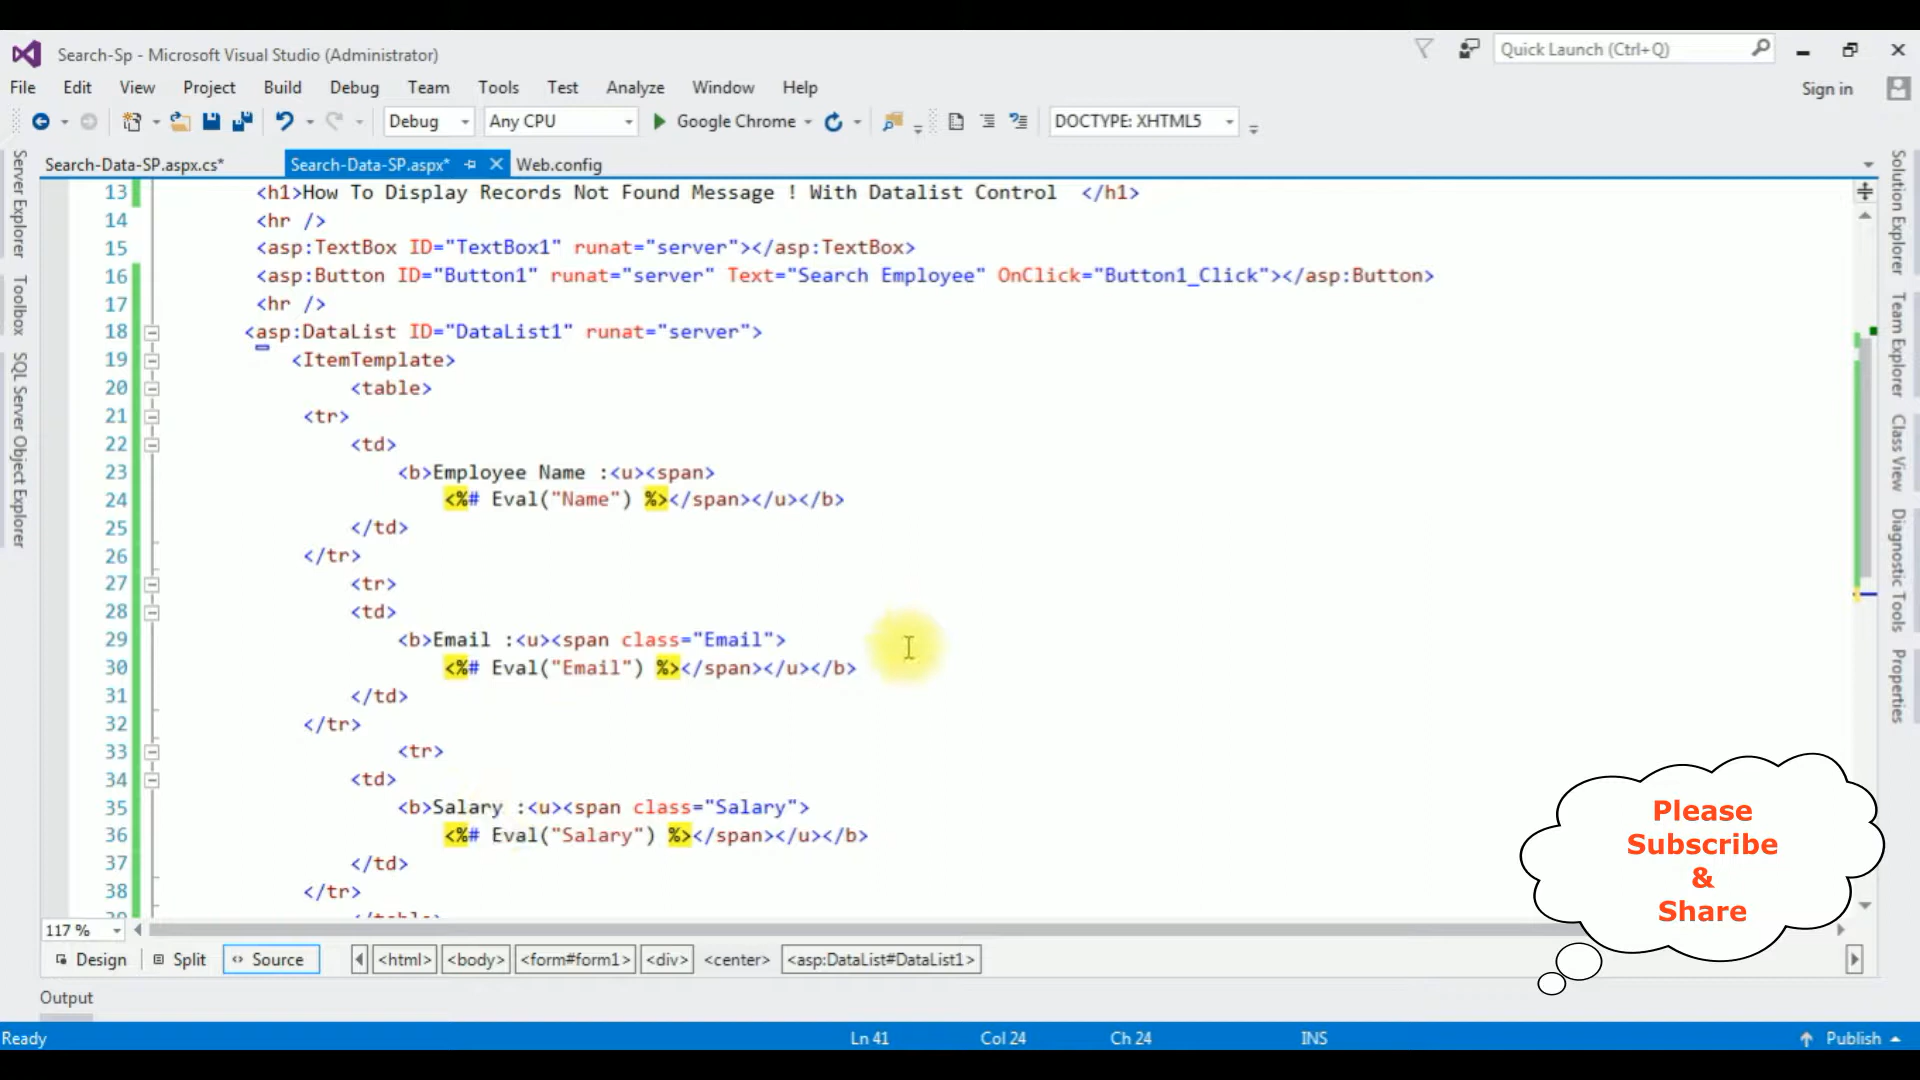 Search-Sp - Microsoft Visual Studio (Administrator)
Quick Launch (Ctrl+Q)
File Edit View Project Build Debug Team Tools Test Analyze Window Help
Sign in
Debug Any CPU Google Chrome DOCTYPE: XHTML5
Search-Data-SP.aspx.cs* Search-Data-SP.aspx* Web.config
Server Explorer
Toolbox
SQL Server Object Explorer
13 <h1>How To Display Records Not Found Message ! With Datalist Control </h1>
14 <hr />
15 <asp:TextBox ID="TextBox1" runat="server"></asp:TextBox>
16 <asp:Button ID="Button1" runat="server" Text="Search Employee" OnClick="Button1_Click"></asp:Button>
17 <hr />
18 <asp:DataList ID="DataList1" runat="server">
19 <ItemTemplate>
20 <table>
21 <tr>
22 <td>
23 <b>Employee Name :<u><span>
24 <%# Eval("Name") %></span></u></b>
25 </td>
26 </tr>
27 <tr>
28 <td>
29 <b>Email :<u><span class="Email">
30 <%# Eval("Email") %></span></u></b>
31 </td>
32 </tr>
33 <tr>
34 <td>
35 <b>Salary :<u><span class="Salary">
36 <%# Eval("Salary") %></span></u></b>
37 </td>
38 </tr>
39 </table>
Solution Explorer
Team Explorer
Class View
Diagnostic Tools
Properties
Please
Subscribe
&
Share
117 %
Design Split Source <html> <body> <form#form1> <div> <center> <asp:DataList#DataList1>
Output
Ready Ln 41 Col 24 Ch 24 INS Publish